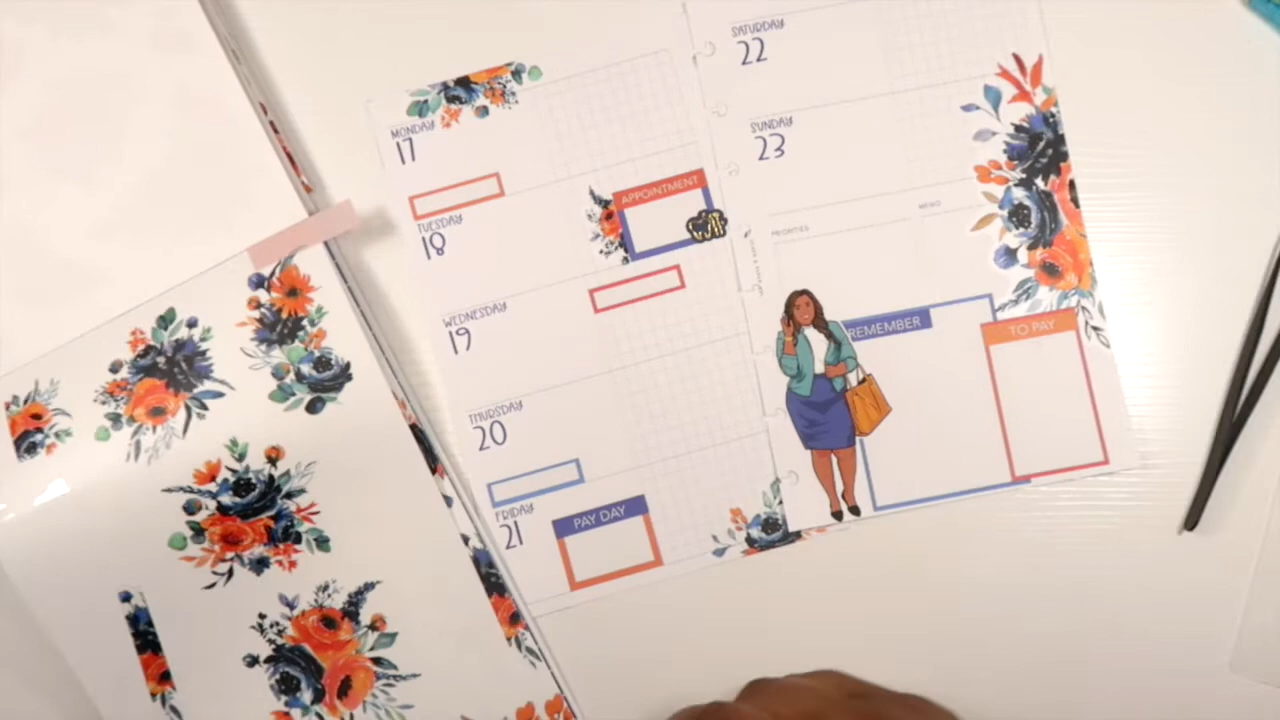 MONDAY
17
TUESDAY
18
APPOINTMENT
WEDNESDAY
19
THURSDAY
20
FRIDAY
21
PAY DAY
SATURDAY
22
SUNDAY
23
PRIORITIES
MEMO
REMEMBER
TO PAY